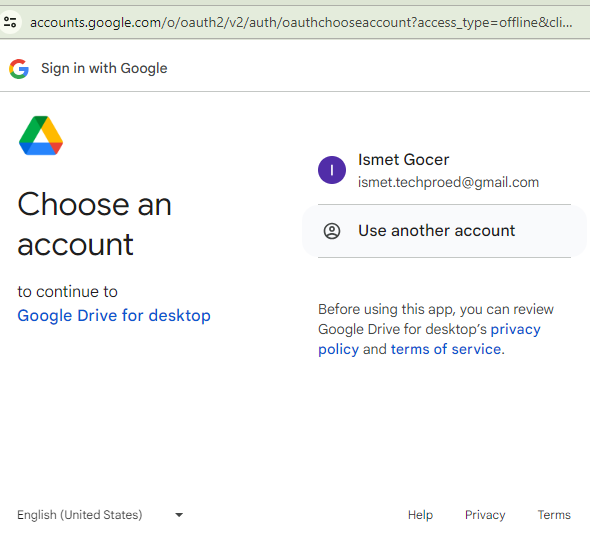 accounts.google.com/o/oauth2/v2/auth/oauthchooseaccount?access_type=offline&cli...
Sign in with Google
Choose an
account
to continue to
Google Drive for desktop
I
Ismet Gocer
ismet.techproed@gmail.com
Use another account
Before using this app, you can review
Google Drive for desktop’s privacy
policy and terms of service.
English (United States)
Help Privacy Terms